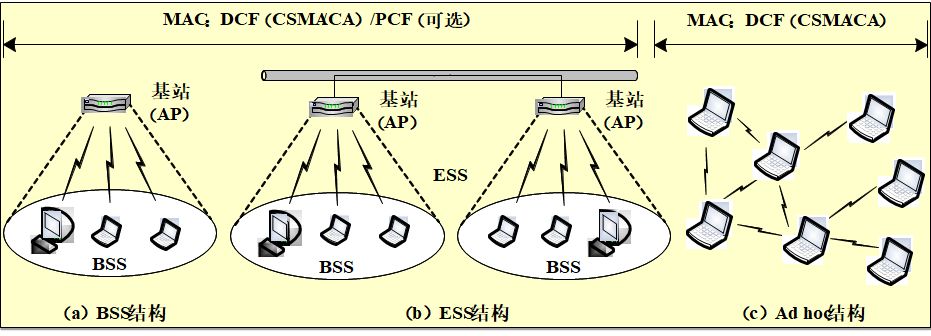 MAC: DCF (CSMA/CA) /PCF (可选)
MAC: DCF (CSMA/CA)
基站
(AP)
基站
(AP)
基站
(AP)
ESS
BSS
BSS
BSS
(a) BSS结构
(b) ESS结构
(c) Ad hoc结构